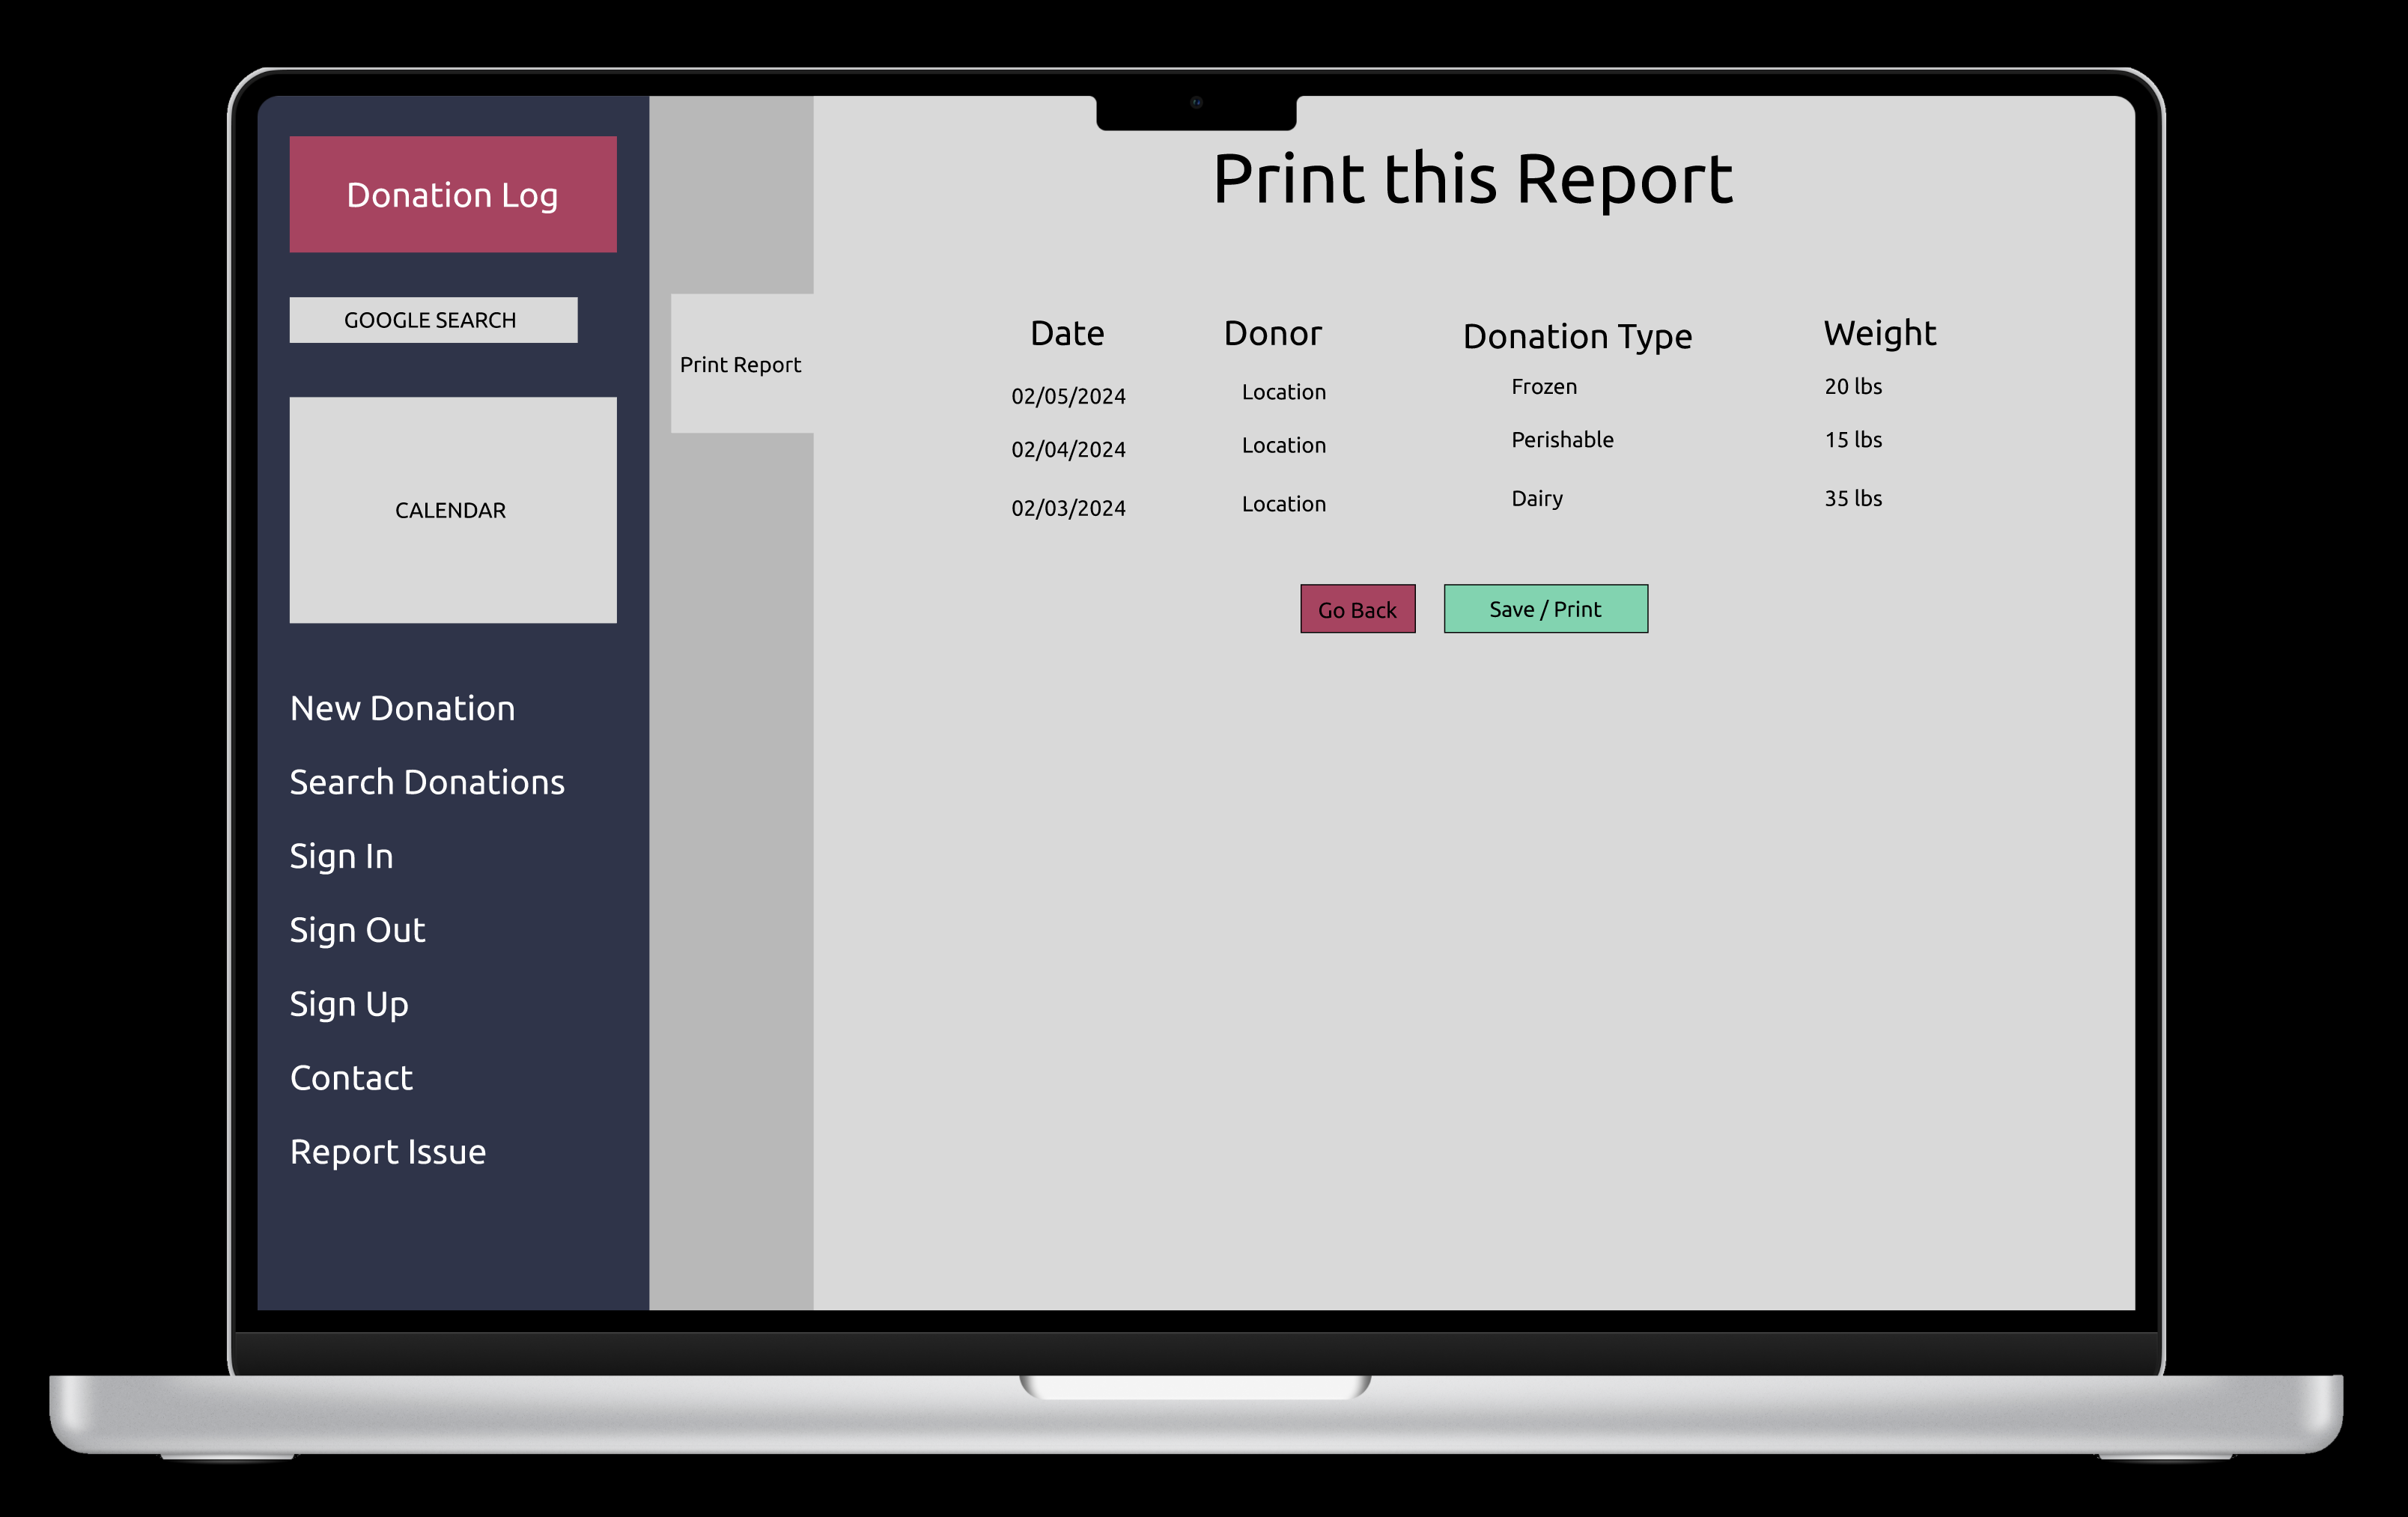 Donation Log
GOOGLE SEARCH
CALENDAR
New Donation
Search Donations
Sign In
Sign Out
Sign Up
Contact
Report Issue
Print Report
Print this Report
Date Donor Donation Type Weight
02/05/2024 Location Frozen 20 lbs
02/04/2024 Location Perishable 15 lbs
02/03/2024 Location Dairy 35 lbs
Go Back Save / Print